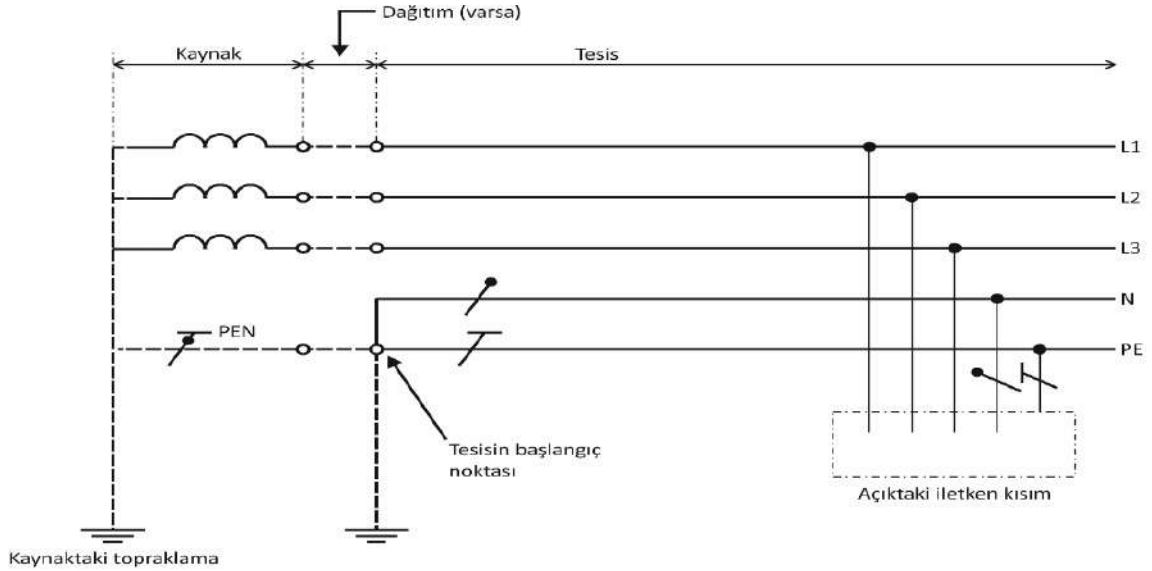 Dağıtım (varsa)
Kaynak
Tesis
L1
L2
L3
N
PEN
PE
Tesisin başlangıç
noktası
Açıktaki iletken kısım
Kaynaktaki topraklama